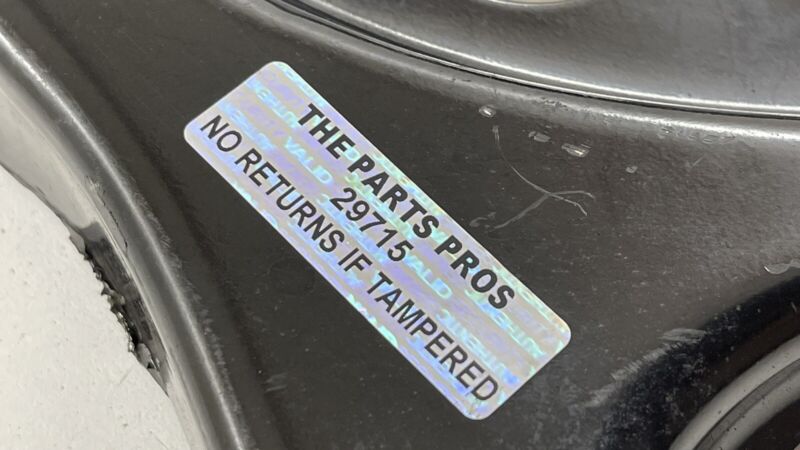 THE PARTS PROS
29715
NO RETURNS IF TAMPERED